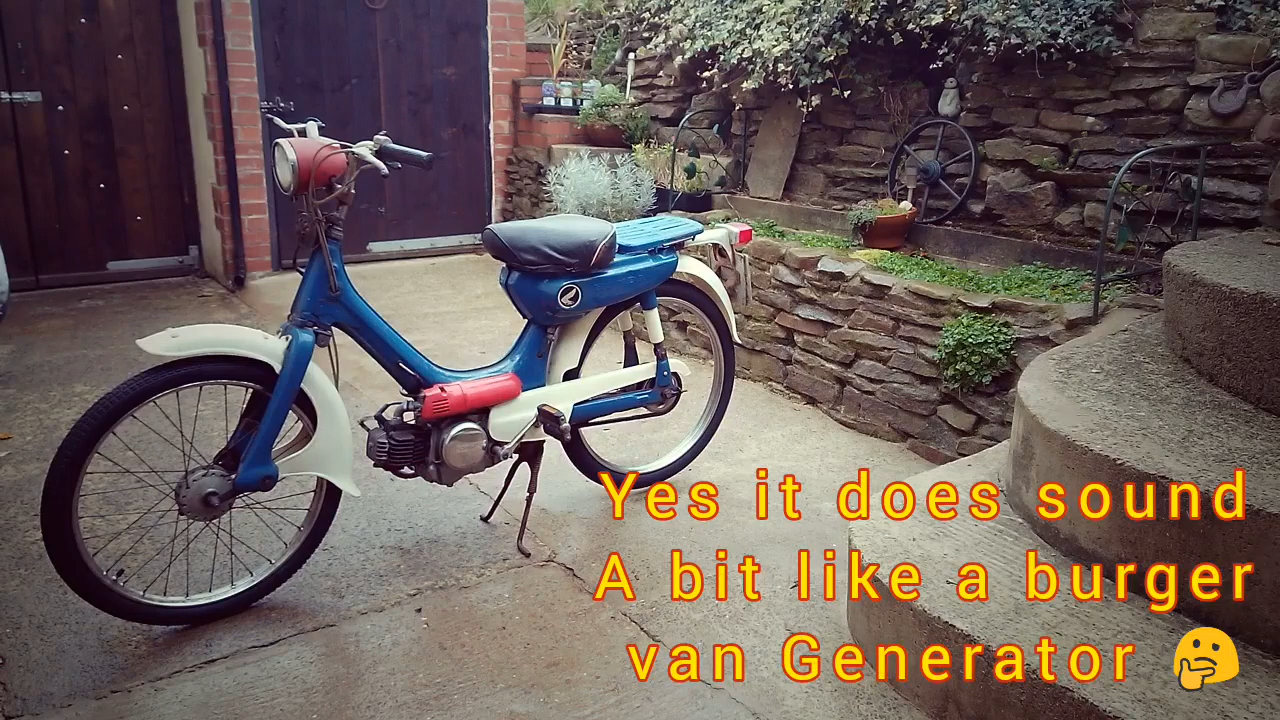 Yes it does sound
A bit like a burger
van Generator 🤔